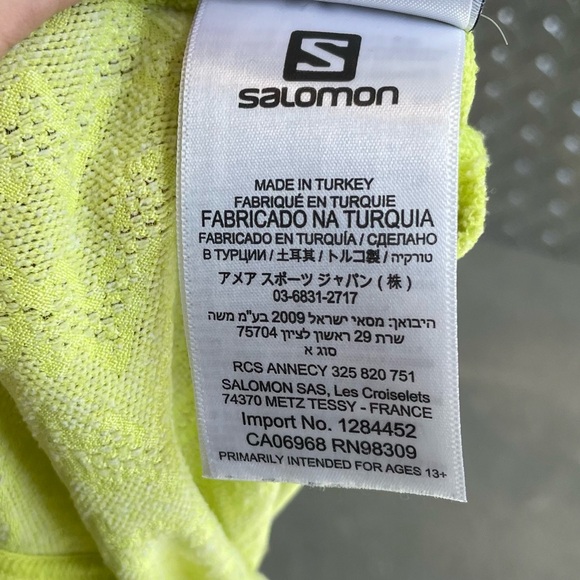 S
salomon
MADE IN TURKEY
FABRIQUÉ EN TURQUIE
FABRICADO NA TURQUIA
FABRICADO EN TURQUÍA / СДЕЛАНО
В ТУРЦИИ / 土耳其 / トルコ製 / טורקיה
アメア スポーツ ジャパン ( 株 )
03-6831-2717
היבואן: מסאי ישראל 2009 בע"מ משה
שרת 29 ראשון לציון 75704
סוג א
RCS ANNECY 325 820 751
SALOMON SAS, Les Croiselets
74370 METZ TESSY - FRANCE
Import No. 1284452
CA06968 RN98309
PRIMARILY INTENDED FOR AGES 13+